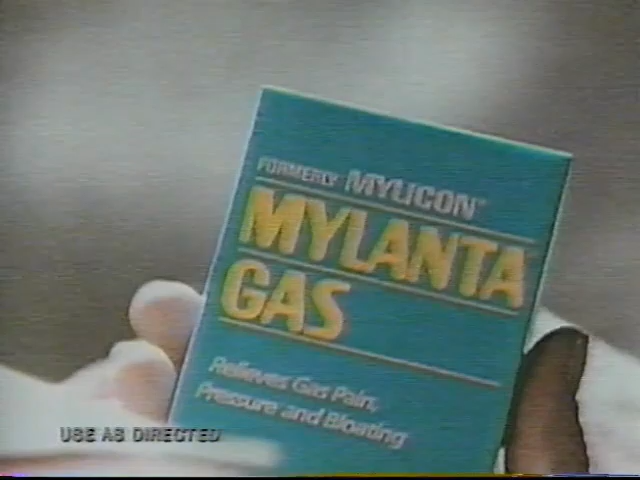 FORMERLY MYLICON
MYLANTA
GAS
Relieves Gas Pain,
Pressure and Bloating
USE AS DIRECTED